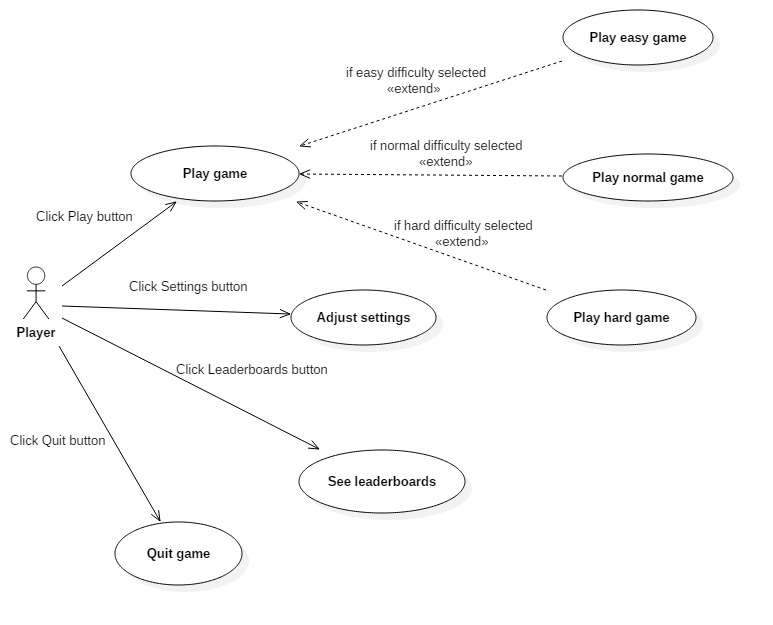 Play easy game
if easy difficulty selected
«extend»
if normal difficulty selected
«extend»
Play game
Play normal game
Click Play button
if hard difficulty selected
«extend»
Click Settings button
Adjust settings
Play hard game
Player
Click Leaderboards button
Click Quit button
See leaderboards
Quit game